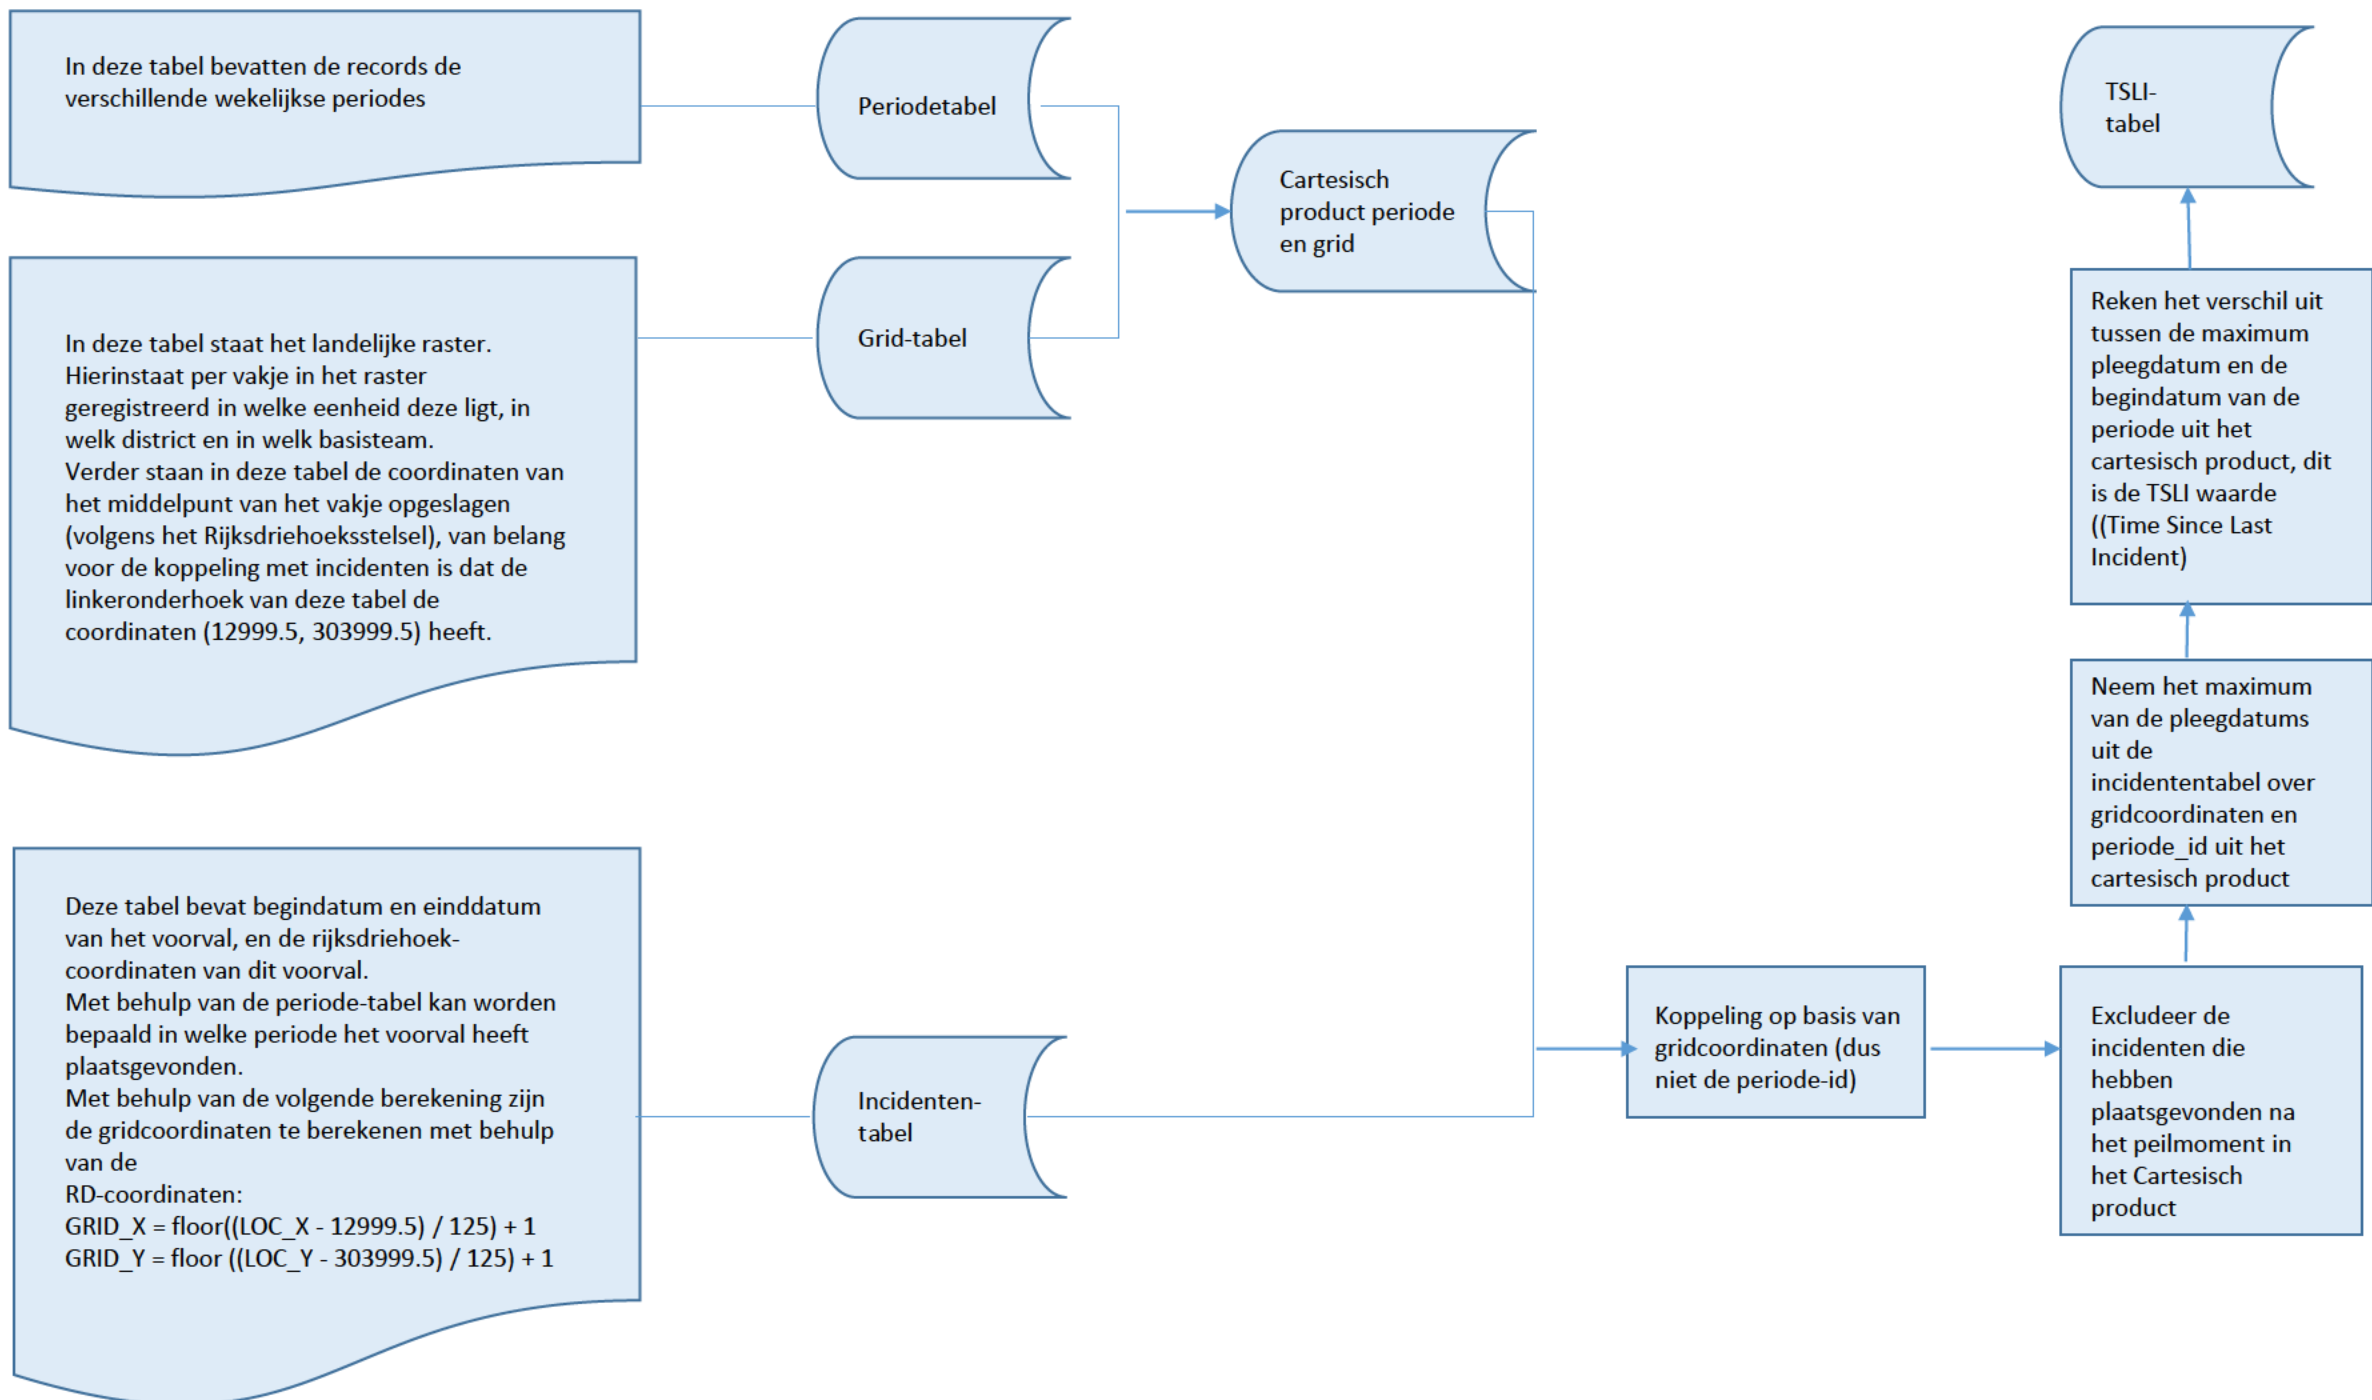 In deze tabel bevatten de records de
verschillende wekelijkse periodes
Periodetabel
In deze tabel staat het landelijke raster.
Hierinstaat per vakje in het raster
geregistreerd in welke eenheid deze ligt, in
welk district en in welk basisteam.
Verder staan in deze tabel de coordinaten van
het middelpunt van het vakje opgeslagen
(volgens het Rijksdriehoeksstelsel), van belang
voor de koppeling met incidenten is dat de
linkeronderhoek van deze tabel de
coordinaten (12999.5, 303999.5) heeft.
Grid-tabel
Cartesisch
product periode
en grid
Deze tabel bevat begindatum en einddatum
van het voorval, en de rijksdriehoek-
coordinaten van dit voorval.
Met behulp van de periode-tabel kan worden
bepaald in welke periode het voorval heeft
plaatsgevonden.
Met behulp van de volgende berekening zijn
de gridcoordinaten te berekenen met behulp
van de
RD-coordinaten:
GRID_X = floor((LOC_X - 12999.5) / 125) + 1
GRID_Y = floor ((LOC_Y - 303999.5) / 125) + 1
Incidenten-
tabel
Koppeling op basis van
gridcoordinaten (dus
niet de periode-id)
Excludeer de
incidenten die
hebben
plaatsgevonden na
het peilmoment in
het Cartesisch
product
Neem het maximum
van de pleegdatums
uit de
incidententabel over
gridcoordinaten en
periode_id uit het
cartesisch product
Reken het verschil uit
tussen de maximum
pleegdatum en de
begindatum van de
periode uit het
cartesisch product, dit
is de TSLI waarde
((Time Since Last
Incident)
TSLI-
tabel